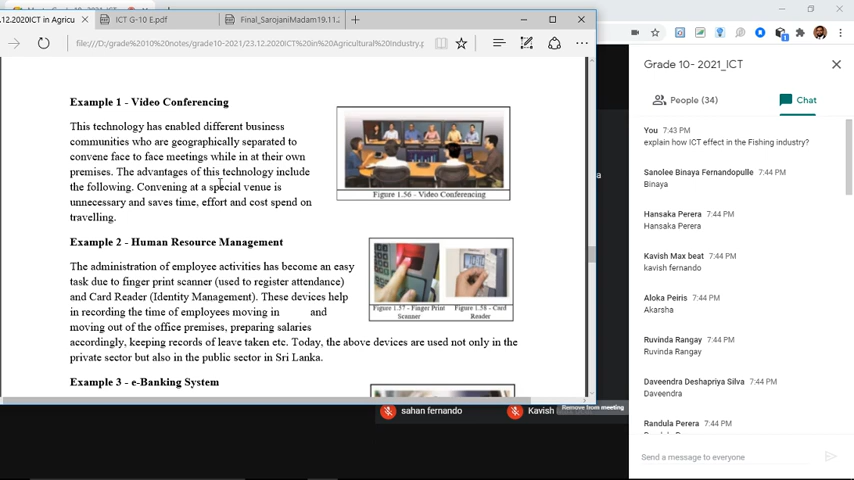 .12.2020ICT in Agricu
ICT G-10 E.pdf
Final_SarojaniMadam19.11.2
file:///D:/grade%2010%20notes/grade10-2021/23.12.2020ICT%20in%20Agricultural%20Industry.p
Example 1 - Video Conferencing
This technology has enabled different business
communities who are geographically separated to
convene face to face meetings while in at their own
premises. The advantages of this technology include
the following. Convening at a special venue is
unnecessary and saves time, effort and cost spend on
travelling.
Figure 1.56 - Video Conferencing
Example 2 - Human Resource Management
The administration of employee activities has become an easy
task due to finger print scanner (used to register attendance)
and Card Reader (Identity Management). These devices help
in recording the time of employees moving in and
moving out of the office premises, preparing salaries
accordingly, keeping records of leave taken etc. Today, the above devices are used not only in the
private sector but also in the public sector in Sri Lanka.
Figure 1.57 - Finger Print
Scanner
Figure 1.58 - Card
Reader
Example 3 - e-Banking System
sahan fernando
Kavish
Remove from meeting
Grade 10- 2021_ICT
People (34)
Chat
You 7:43 PM
explain how ICT effect in the Fishing industry?
Sanolee Binaya Fernandopulle 7:44 PM
Binaya
Hansaka Perera 7:44 PM
Hansaka Perera
Kavish Max beat 7:44 PM
kavish fernando
Aloka Peiris 7:44 PM
Akarsha
Ruvinda Rangay 7:44 PM
Ruvinda Rangay
Daveendra Deshapriya Silva 7:44 PM
Daveendra
Randula Perera 7:44 PM
Send a message to everyone